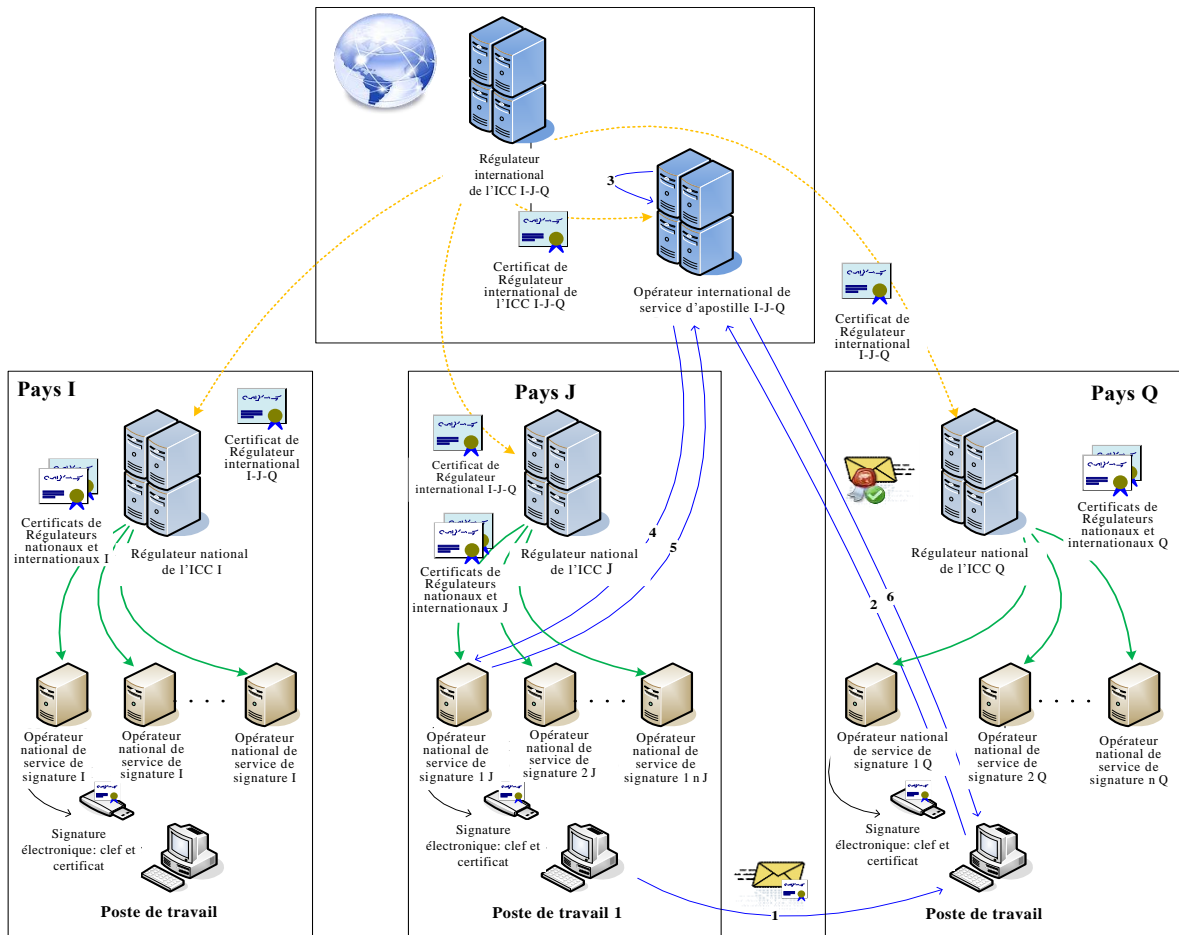 Régulateur
international
de l'ICC I-J-Q
3
Certificat de
Régulateur
international de
l'ICC I-J-Q
Opérateur international de
service d'apostille I-J-Q
Certificat de
Régulateur
international
I-J-Q
Pays I
Certificat de
Régulateur
international
I-J-Q
Certificats de
Régulateurs
nationaux et
internationaux I
Régulateur national
de l'ICC I
Opérateur
national de
service de
signature I
Opérateur
national de
service de
signature I
. . . .
Opérateur
national de
service de
signature I
Signature
électronique: clef et
certificat
Poste de travail
Pays J
Certificat de
Régulateur
international I-J-Q
Certificats de
Régulateurs
nationaux et
internationaux J
Régulateur national
de l'ICC J
4
5
Opérateur
national de
service de
signature 1 J
Opérateur
national de
service de
signature 2 J
. . . .
Opérateur
national de
service de
signature 1 n J
Signature
électronique: clef et
certificat
Poste de travail 1
1
Pays Q
Régulateur national
de l'ICC Q
Certificats de
Régulateurs
nationaux et
internationaux Q
2
6
Opérateur national
de service de
signature 1 Q
Opérateur
national de
service de
signature 2 Q
. . . .
Opérateur
national de
service de
signature n Q
Signature
électronique: clef et
certificat
Poste de travail